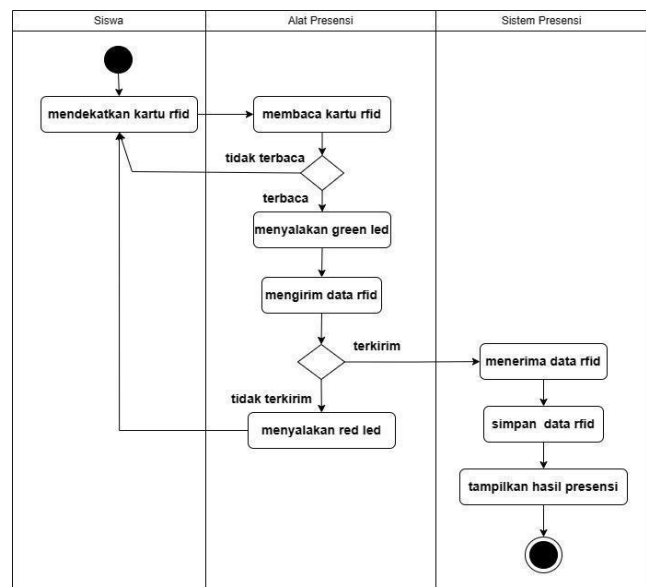 Siswa
Alat Presensi
Sistem Presensi
mendekatkan kartu rfid
membaca kartu rfid
tidak terbaca
terbaca
menyalakan green led
mengirim data rfid
terkirim
menerima data rfid
tidak terkirim
menyalakan red led
simpan data rfid
tampilkan hasil presensi